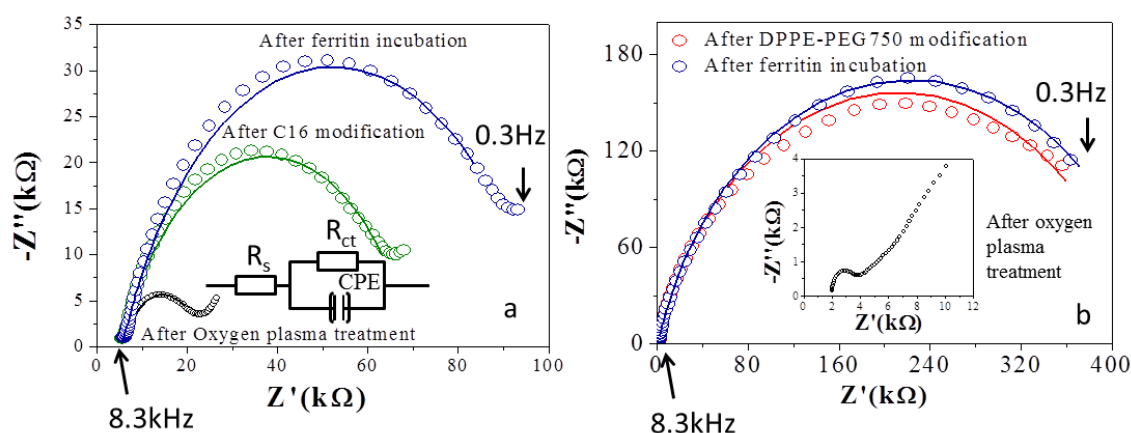 35
30
25
20
15
10
5
0
-Z''(kΩ)
After ferritin incubation
After C16 modification
0.3Hz
R_ct
R_s
CPE
a
After Oxygen plasma treatment
0 20 40 60 80 100
Z'(kΩ)
8.3kHz
180
120
60
0
-Z''(kΩ)
After DPPE-PEG750 modification
After ferritin incubation
0.3Hz
4
3
2
1
0
-Z''(kΩ)
0 2 4 6 8 10 12
Z'(kΩ)
After oxygen
plasma
treatment
b
0 80 160 240 320 400
Z'(kΩ)
8.3kHz